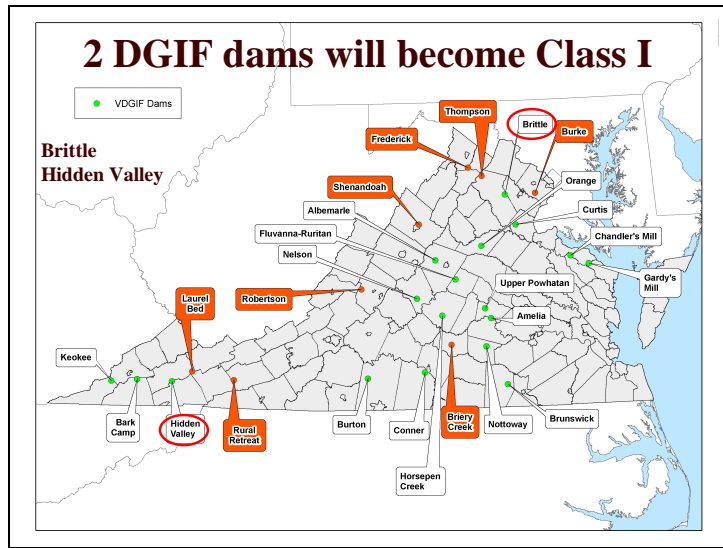 2 DGIF dams will become Class I
VDGIF Dams
Brittle
Hidden Valley
Thompson
Brittle
Frederick
Burke
Orange
Shenandoah
Albemarle
Curtis
Fluvanna-Ruritan
Chandler's Mill
Nelson
Gardy's
Mill
Upper Powhatan
Laurel
Bed
Robertson
Amelia
Keokee
Bark
Camp
Hidden
Valley
Rural
Retreat
Burton
Conner
Briery
Creek
Nottoway
Brunswick
Horsepen
Creek